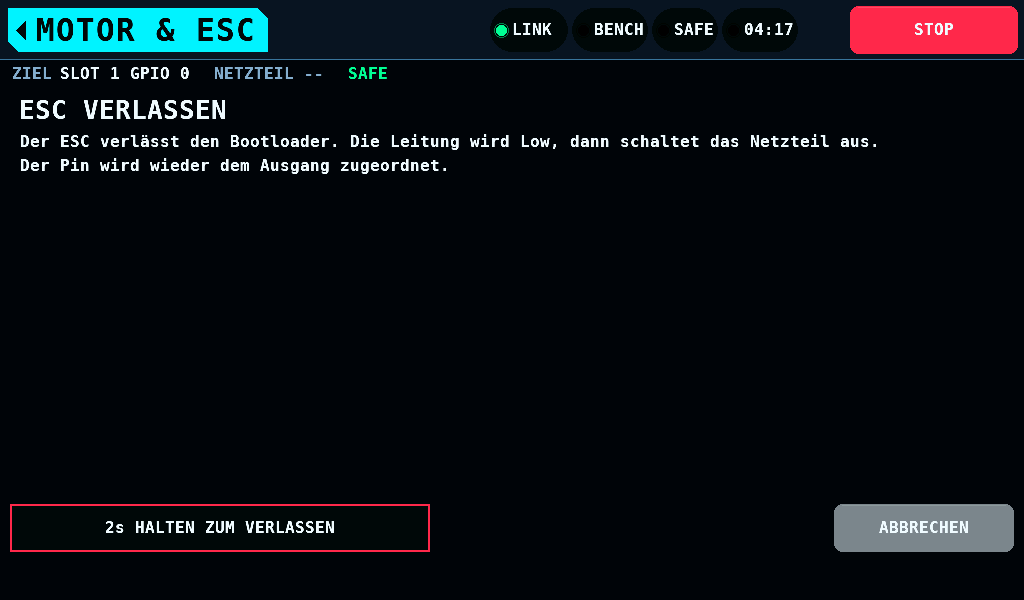 MOTOR & ESC
LINK
BENCH
SAFE
04:17
STOP
ZIEL SLOT 1 GPIO 0 NETZTEIL -- SAFE
ESC VERLASSEN
Der ESC verlässt den Bootloader. Die Leitung wird Low, dann schaltet das Netzteil aus.
Der Pin wird wieder dem Ausgang zugeordnet.
2s HALTEN ZUM VERLASSEN
ABBRECHEN